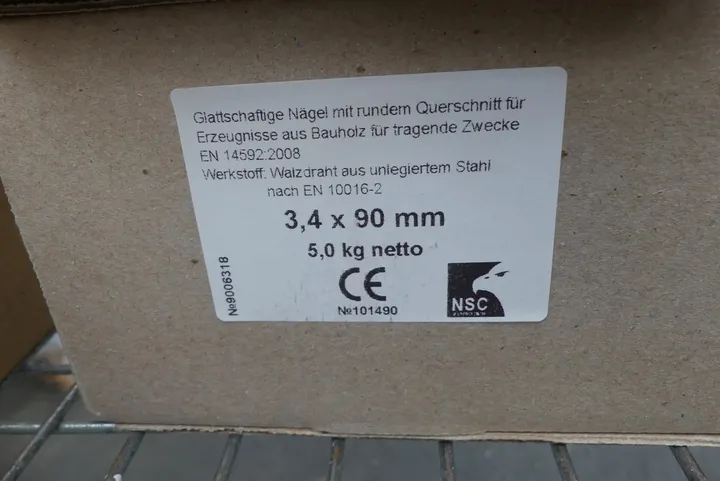 Glattschaftige Nägel mit rundem Querschnitt für
Erzeugnisse aus Bauholz für tragende Zwecke
EN 14592:2008
Werkstoff: Walzdraht aus unlegiertem Stahl
nach EN 10016-2
3,4 x 90 mm
5,0 kg netto
CE
№101490
№9006318
NSC